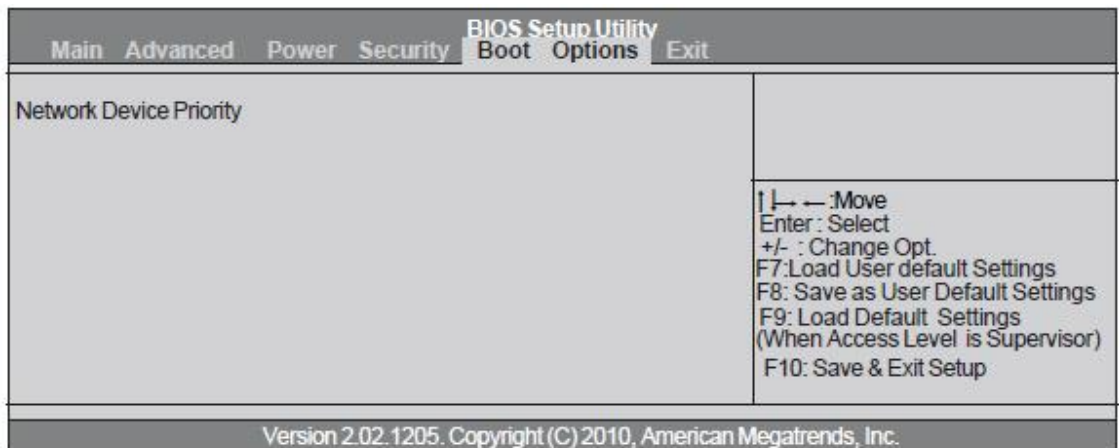 BIOS Setup Utility
Main Advanced Power Security Boot Options Exit
Network Device Priority
↑↓→ ←:Move
Enter : Select
+/- : Change Opt.
F7:Load User default Settings
F8: Save as User Default Settings
F9: Load Default Settings
(When Access Level is Supervisor)
F10: Save & Exit Setup
Version 2.02.1205. Copyright (C) 2010, American Megatrends, Inc.